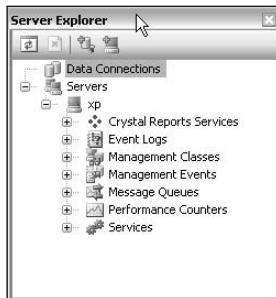 Server Explorer
Data Connections
Servers
xp
Crystal Reports Services
Event Logs
Management Classes
Management Events
Message Queues
Performance Counters
Services